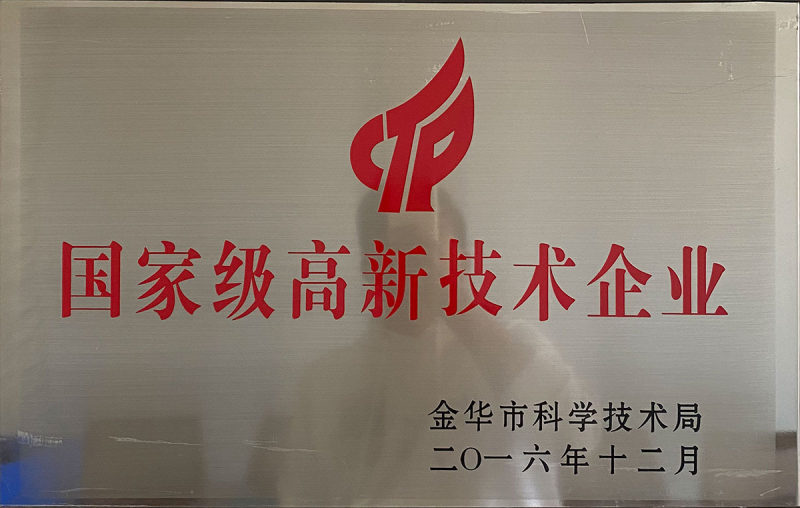 CTP
国家级高新技术企业
金华市科学技术局
二〇一六年十二月